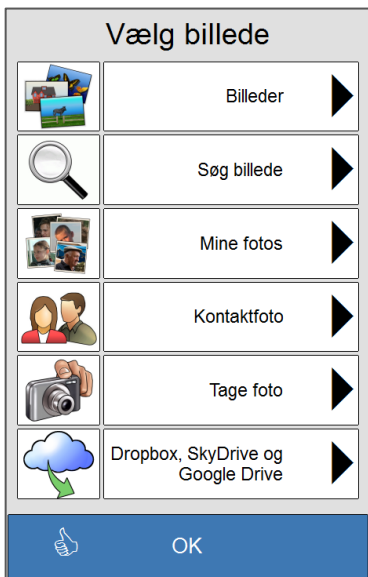 Vælg billede
Billeder
Søg billede
Mine fotos
Kontaktfoto
Tage foto
Dropbox, SkyDrive og
Google Drive
OK